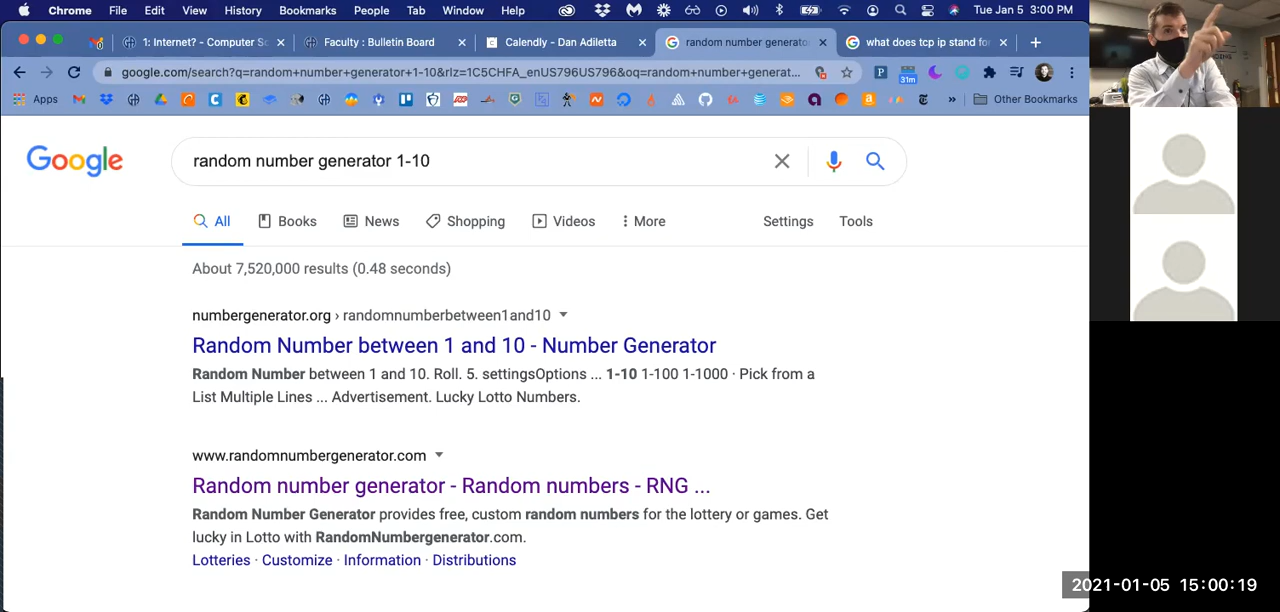 Chrome File Edit View History Bookmarks People Tab Window Help Tue Jan 5 3:00 PM
1: Internet? - Computer Sc Faculty : Bulletin Board Calendly - Dan Adiletta random number generato what does tcp ip stand for
google.com/search?q=random+number+generator+1-10&rlz=1C5CHFA_enUS796US796&oq=random+number+generat...
31m
Apps Other Bookmarks
Google
random number generator 1-10
All Books News Shopping Videos More Settings Tools
About 7,520,000 results (0.48 seconds)
numbergenerator.org › randomnumberbetween1and10
Random Number between 1 and 10 - Number Generator
Random Number between 1 and 10. Roll. 5. settingsOptions ... 1-10 1-100 1-1000 · Pick from a
List Multiple Lines ... Advertisement. Lucky Lotto Numbers.
www.randomnumbergenerator.com
Random number generator - Random numbers - RNG ...
Random Number Generator provides free, custom random numbers for the lottery or games. Get
lucky in Lotto with RandomNumbergenerator.com.
Lotteries · Customize · Information · Distributions
2021-01-05 15:00:19